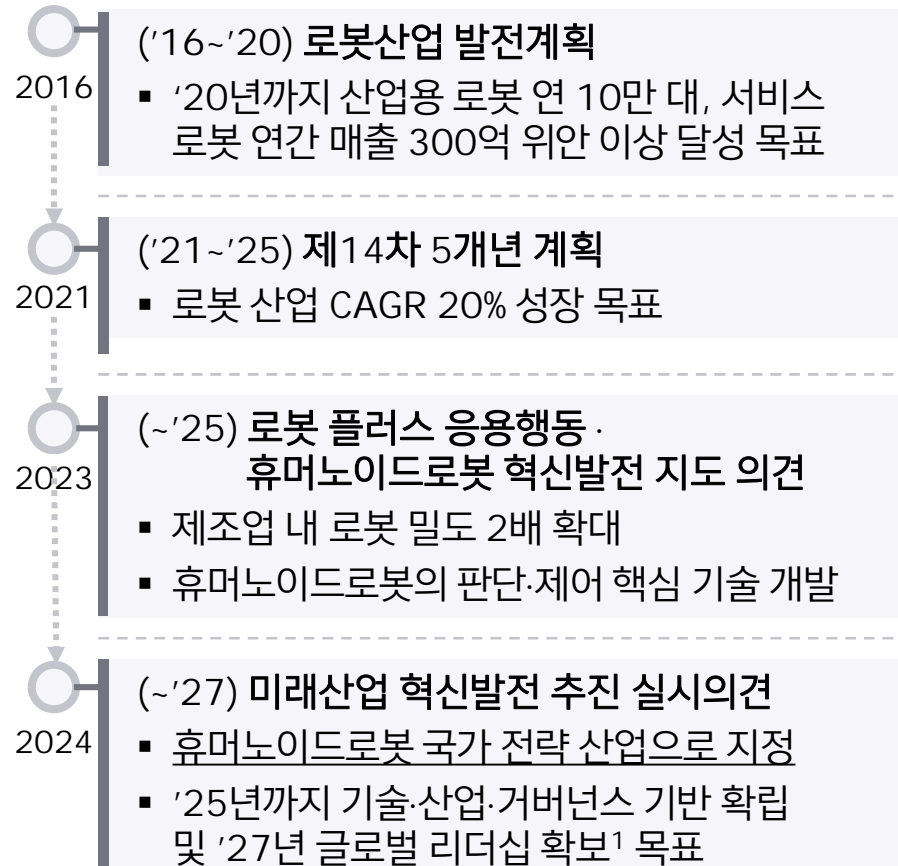 ('16~'20) 로봇산업 발전계획
2016
▪ '20년까지 산업용 로봇 연 10만 대, 서비스
로봇 연간 매출 300억 위안 이상 달성 목표
('21~'25) 제14차 5개년 계획
2021
▪ 로봇 산업 CAGR 20% 성장 목표
(~'25) 로봇 플러스 응용행동·
휴머노이드로봇 혁신발전 지도 의견
2023
▪ 제조업 내 로봇 밀도 2배 확대
▪ 휴머노이드로봇의 판단·제어 핵심 기술 개발
(~'27) 미래산업 혁신발전 추진 실시의견
2024
▪ 휴머노이드로봇 국가 전략 산업으로 지정
▪ '25년까지 기술·산업·거버넌스 기반 확립
및 '27년 글로벌 리더십 확보¹ 목표